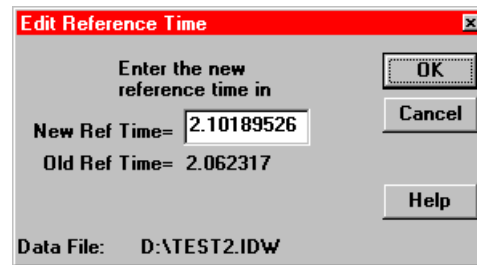 Edit Reference Time
Enter the new
reference time in
New Ref Time= 2.10189526
Old Ref Time= 2.062317
OK
Cancel
Help
Data File: D:\TEST2.IDW